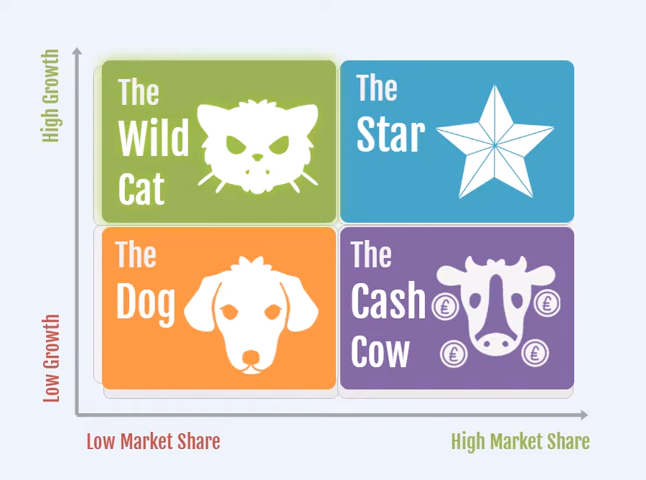 High Growth
The
Wild
Cat
The
Star
The
Dog
The
Cash
Cow
£
£
£
£
Low Growth
Low Market Share
High Market Share